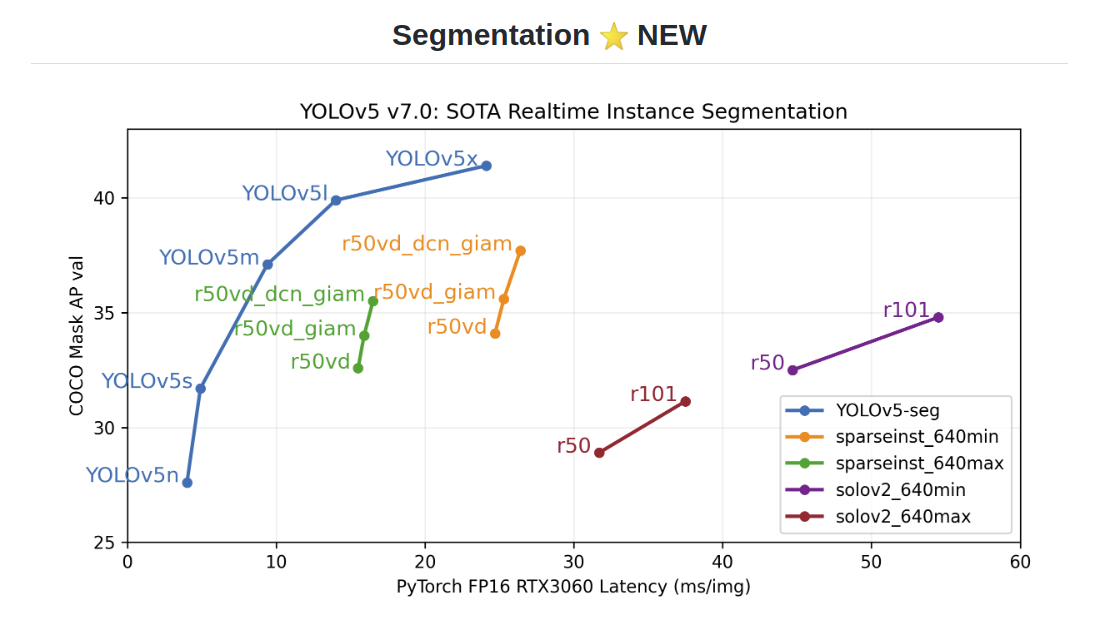 Segmentation ⭐ NEW
YOLOv5 v7.0: SOTA Realtime Instance Segmentation
COCO Mask AP val
40
35
30
25
YOLOv5x
YOLOv5l
YOLOv5m
YOLOv5s
YOLOv5n
r50vd_dcn_giam
r50vd_giam
r50vd
r50vd_dcn_giam
r50vd_giam
r50vd
r101
r50
r101
r50
YOLOv5-seg
sparseinst_640min
sparseinst_640max
solov2_640min
solov2_640max
0 10 20 30 40 50 60
PyTorch FP16 RTX3060 Latency (ms/img)